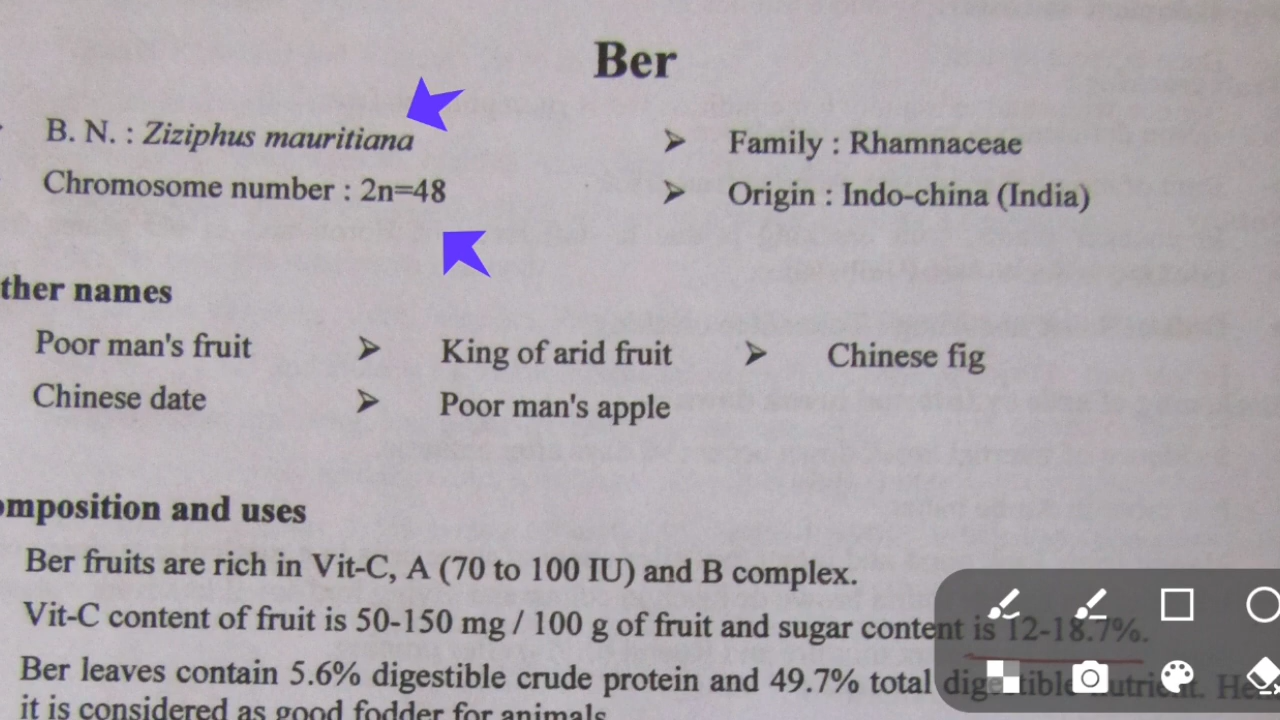 Ber
B. N. : Ziziphus mauritiana ➢ Family : Rhamnaceae
Chromosome number : 2n=48 ➢ Origin : Indo-china (India)
ther names
Poor man's fruit ➢ King of arid fruit ➢ Chinese fig
Chinese date ➢ Poor man's apple
omposition and uses
Ber fruits are rich in Vit-C, A (70 to 100 IU) and B complex.
Vit-C content of fruit is 50-150 mg / 100 g of fruit and sugar content is 12-18.7%.
Ber leaves contain 5.6% digestible crude protein and 49.7% total digestible nutrient. He
it is considered as good fodder for animals